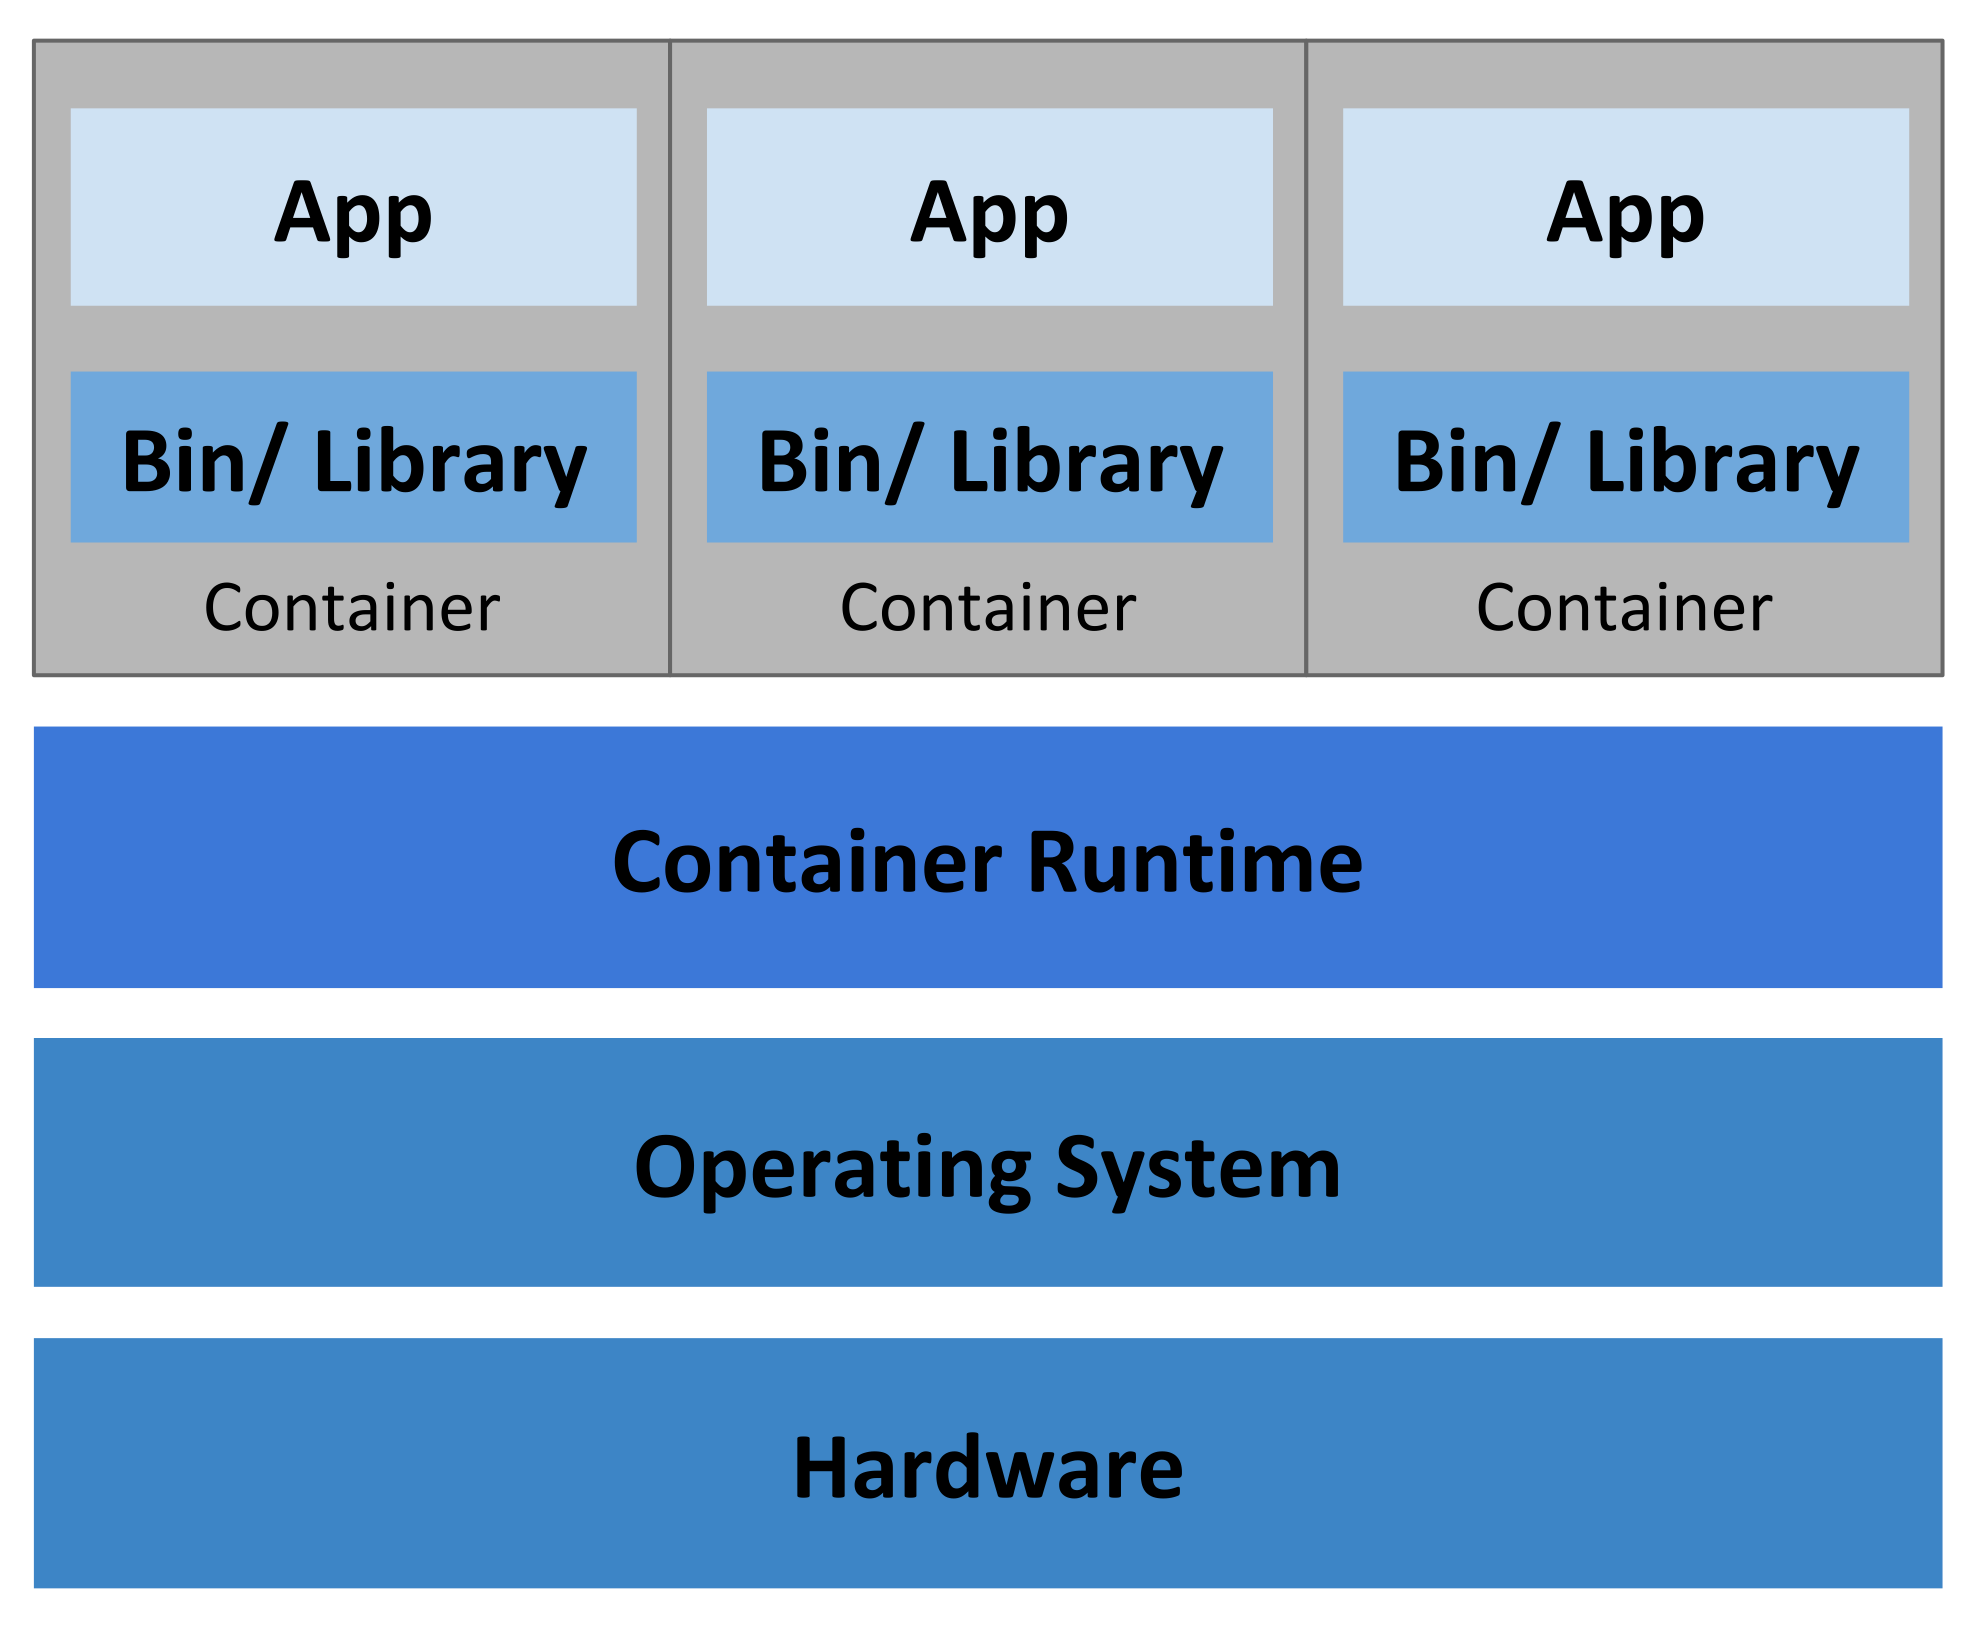 App
App
App
Bin/ Library
Bin/ Library
Bin/ Library
Container
Container
Container
Container Runtime
Operating System
Hardware